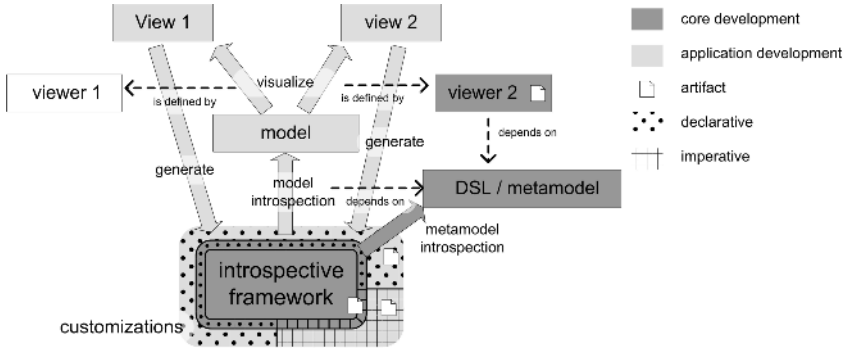 View 1
view 2
core development
application development
artifact
declarative
imperative
viewer 1
visualize
is defined by
is defined by
viewer 2
model
generate
depends on
generate
model
introspection
depends on
DSL / metamodel
metamodel
introspection
introspective
framework
customizations